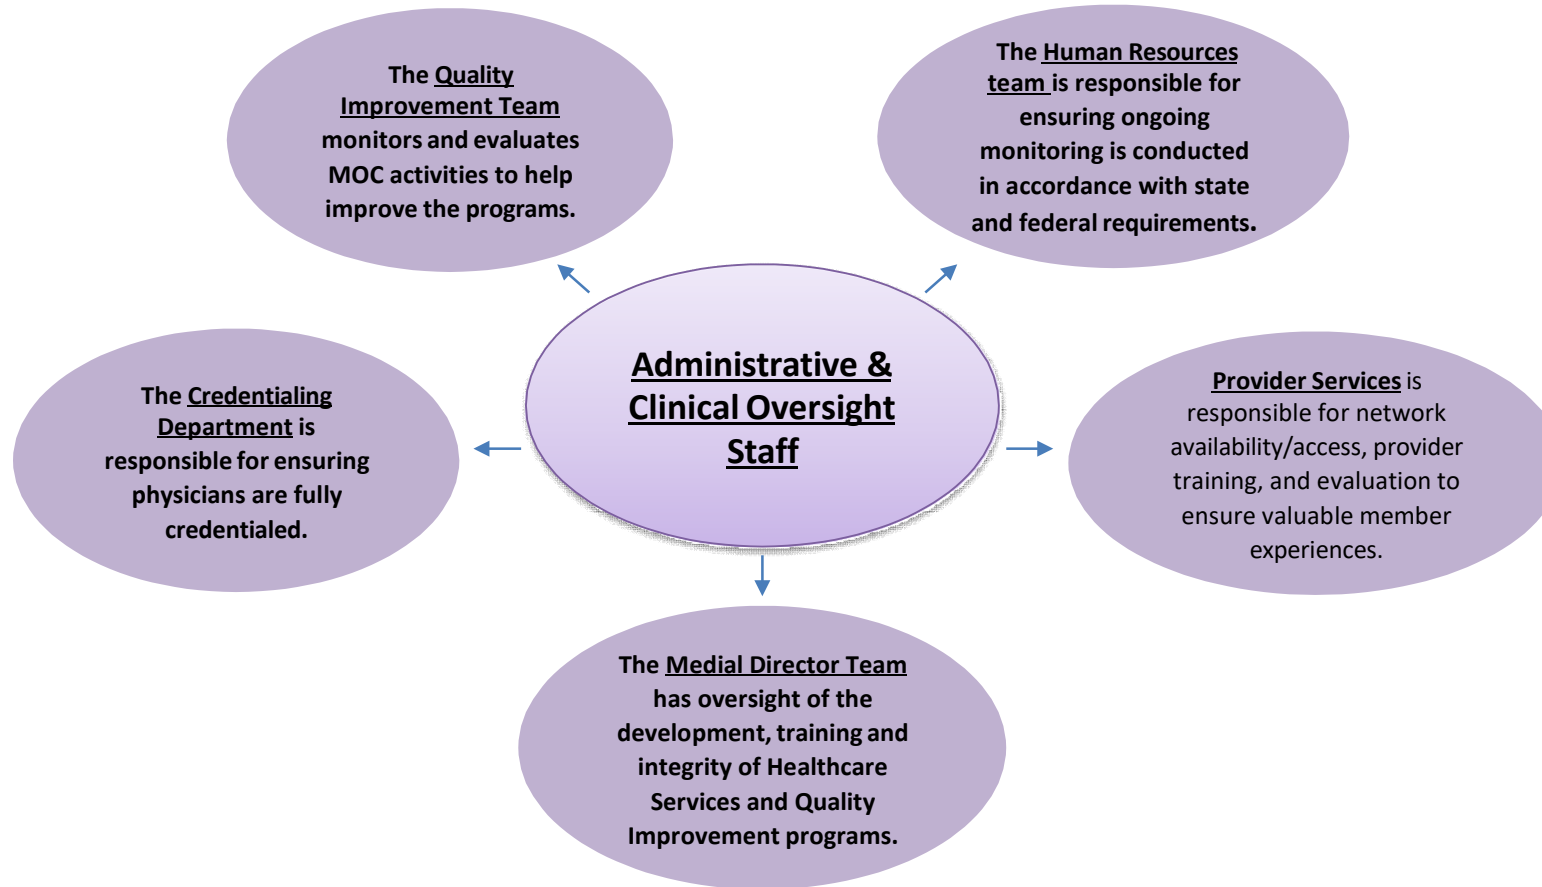 The Quality
Improvement Team
monitors and evaluates
MOC activities to help
improve the programs.
The Human Resources
team is responsible for
ensuring ongoing
monitoring is conducted
in accordance with state
and federal requirements.
Administrative &
Clinical Oversight
Staff
The Credentialing
Department is
responsible for ensuring
physicians are fully
credentialed.
Provider Services is
responsible for network
availability/access, provider
training, and evaluation to
ensure valuable member
experiences.
The Medial Director Team
has oversight of the
development, training and
integrity of Healthcare
Services and Quality
Improvement programs.